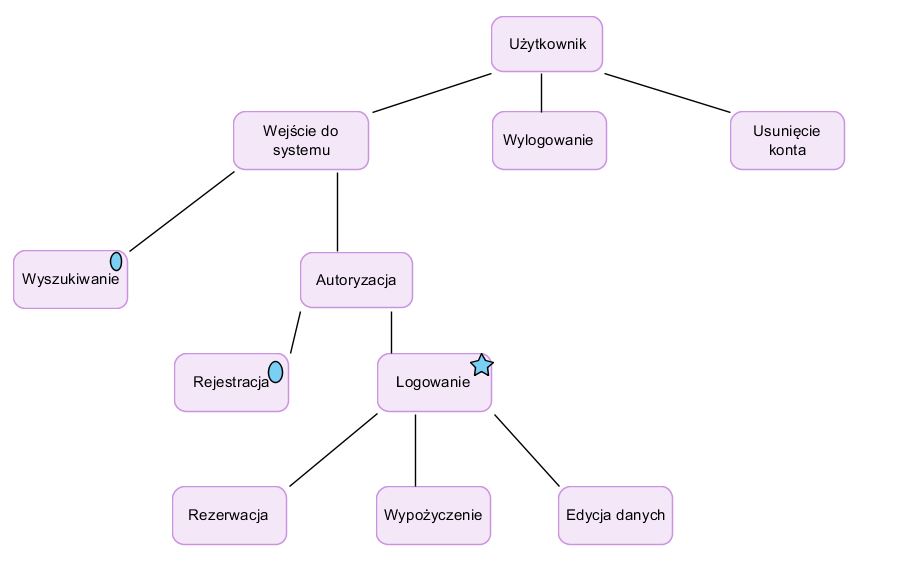 Użytkownik
Wejście do
systemu
Wylogowanie
Usunięcie
konta
Wyszukiwanie
Autoryzacja
Rejestracja
Logowanie
Rezerwacja
Wypożyczenie
Edycja danych